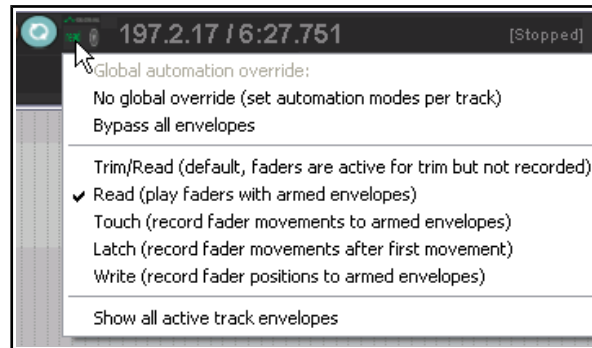 197.2.17 / 6:27.751 [Stopped]
Global automation override:
No global override (set automation modes per track)
Bypass all envelopes
Trim/Read (default, faders are active for trim but not recorded)
Read (play faders with armed envelopes)
Touch (record fader movements to armed envelopes)
Latch (record fader movements after first movement)
Write (record fader positions to armed envelopes)
Show all active track envelopes